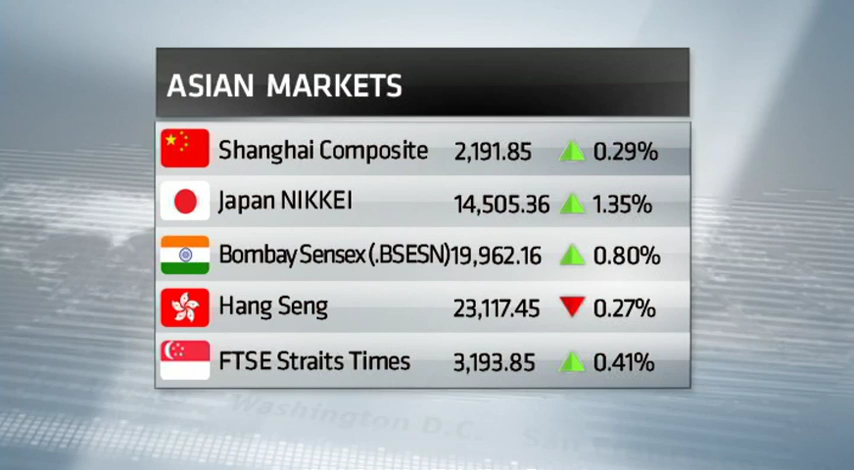 ASIAN MARKETS
Shanghai Composite 2,191.85 0.29%
Japan NIKKEI 14,505.36 1.35%
Bombay Sensex (.BSESN) 19,962.16 0.80%
Hang Seng 23,117.45 0.27%
FTSE Straits Times 3,193.85 0.41%
Washington D.C.